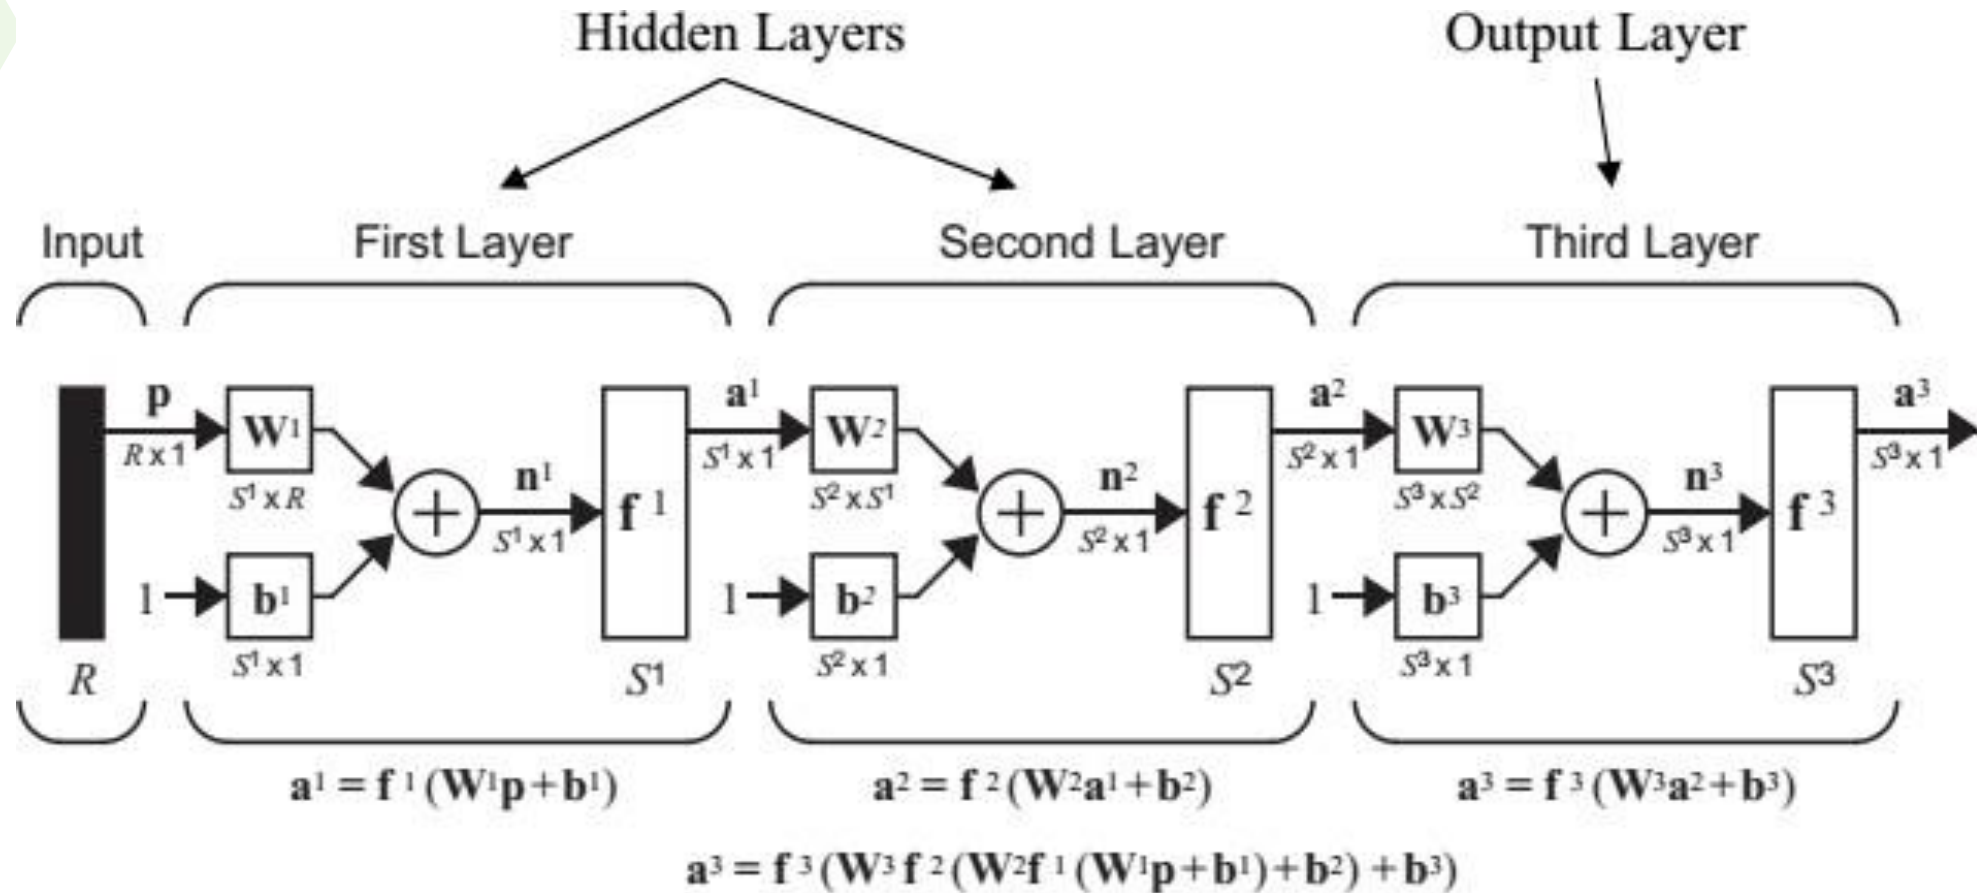 Hidden Layers
Output Layer
Input
First Layer
Second Layer
Third Layer
p
R x 1
W¹
S¹ x R
1
b¹
S¹ x 1
n¹
S¹ x 1
f ¹
a¹
S¹ x 1
W²
S² x S¹
1
b²
S² x 1
n²
S² x 1
f ²
a²
S² x 1
W³
S³ x S²
1
b³
S³ x 1
n³
S³ x 1
f ³
a³
S³ x 1
R
S¹
S²
S³
a¹ = f ¹ (W¹p+b¹)
a² = f ² (W²a¹+b²)
a³ = f ³ (W³a²+b³)
a³ = f ³ (W³ f ² (W²f ¹ (W¹p+b¹)+b²) +b³)